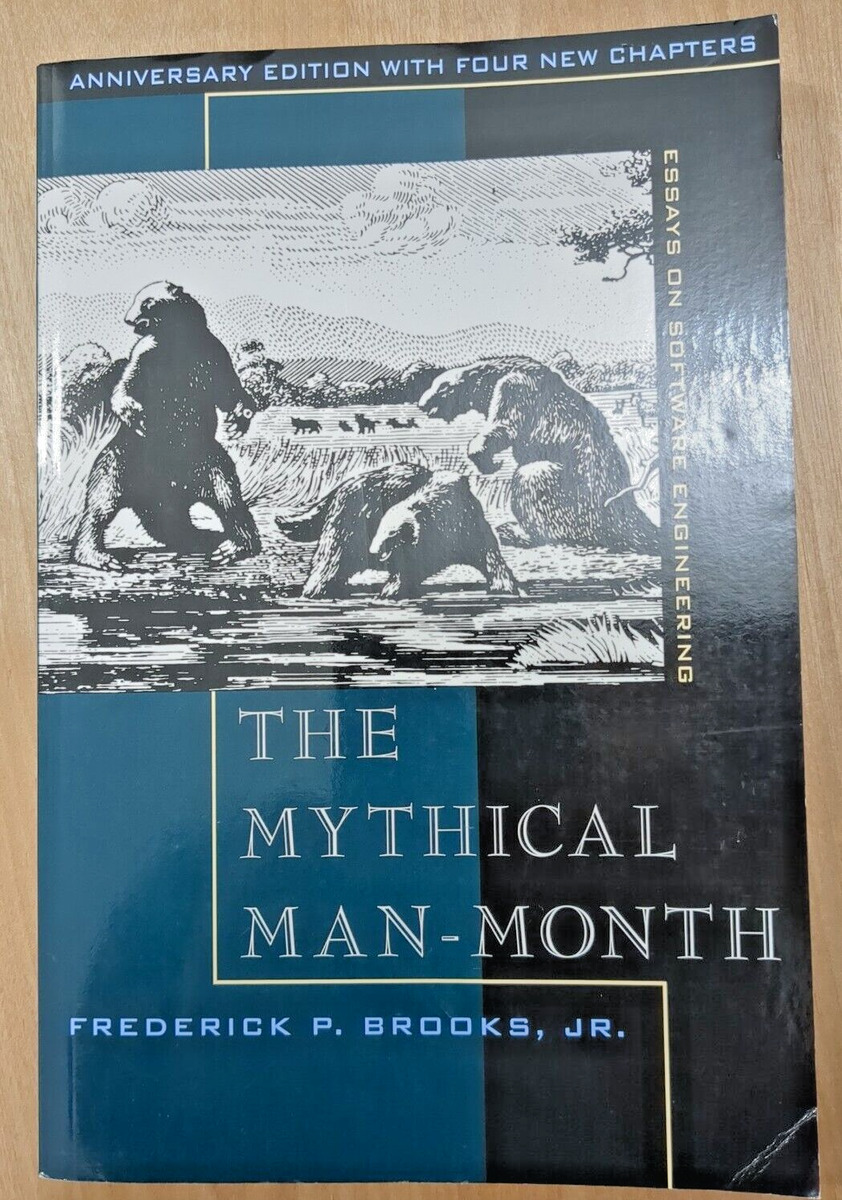 ANNIVERSARY EDITION WITH FOUR NEW CHAPTERS
ESSAYS ON SOFTWARE ENGINEERING
THE
MYTHICAL
MAN-MONTH
FREDERICK P. BROOKS, JR.